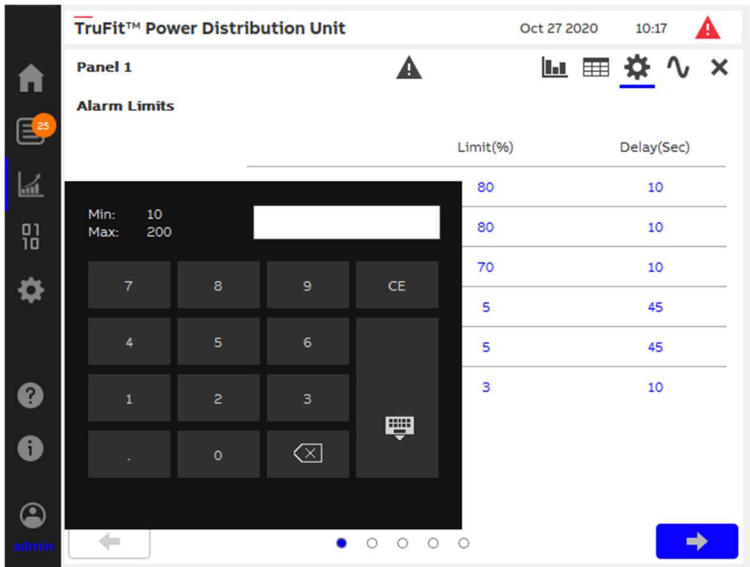 TruFit™ Power Distribution Unit
Oct 27 2020
10:17
Panel 1
Alarm Limits
25
Limit(%)
Delay(Sec)
80
10
80
10
70
10
5
45
5
45
3
10
Min: 10
Max: 200
7
8
9
CE
4
5
6
1
2
3
.
0
01
10
admin